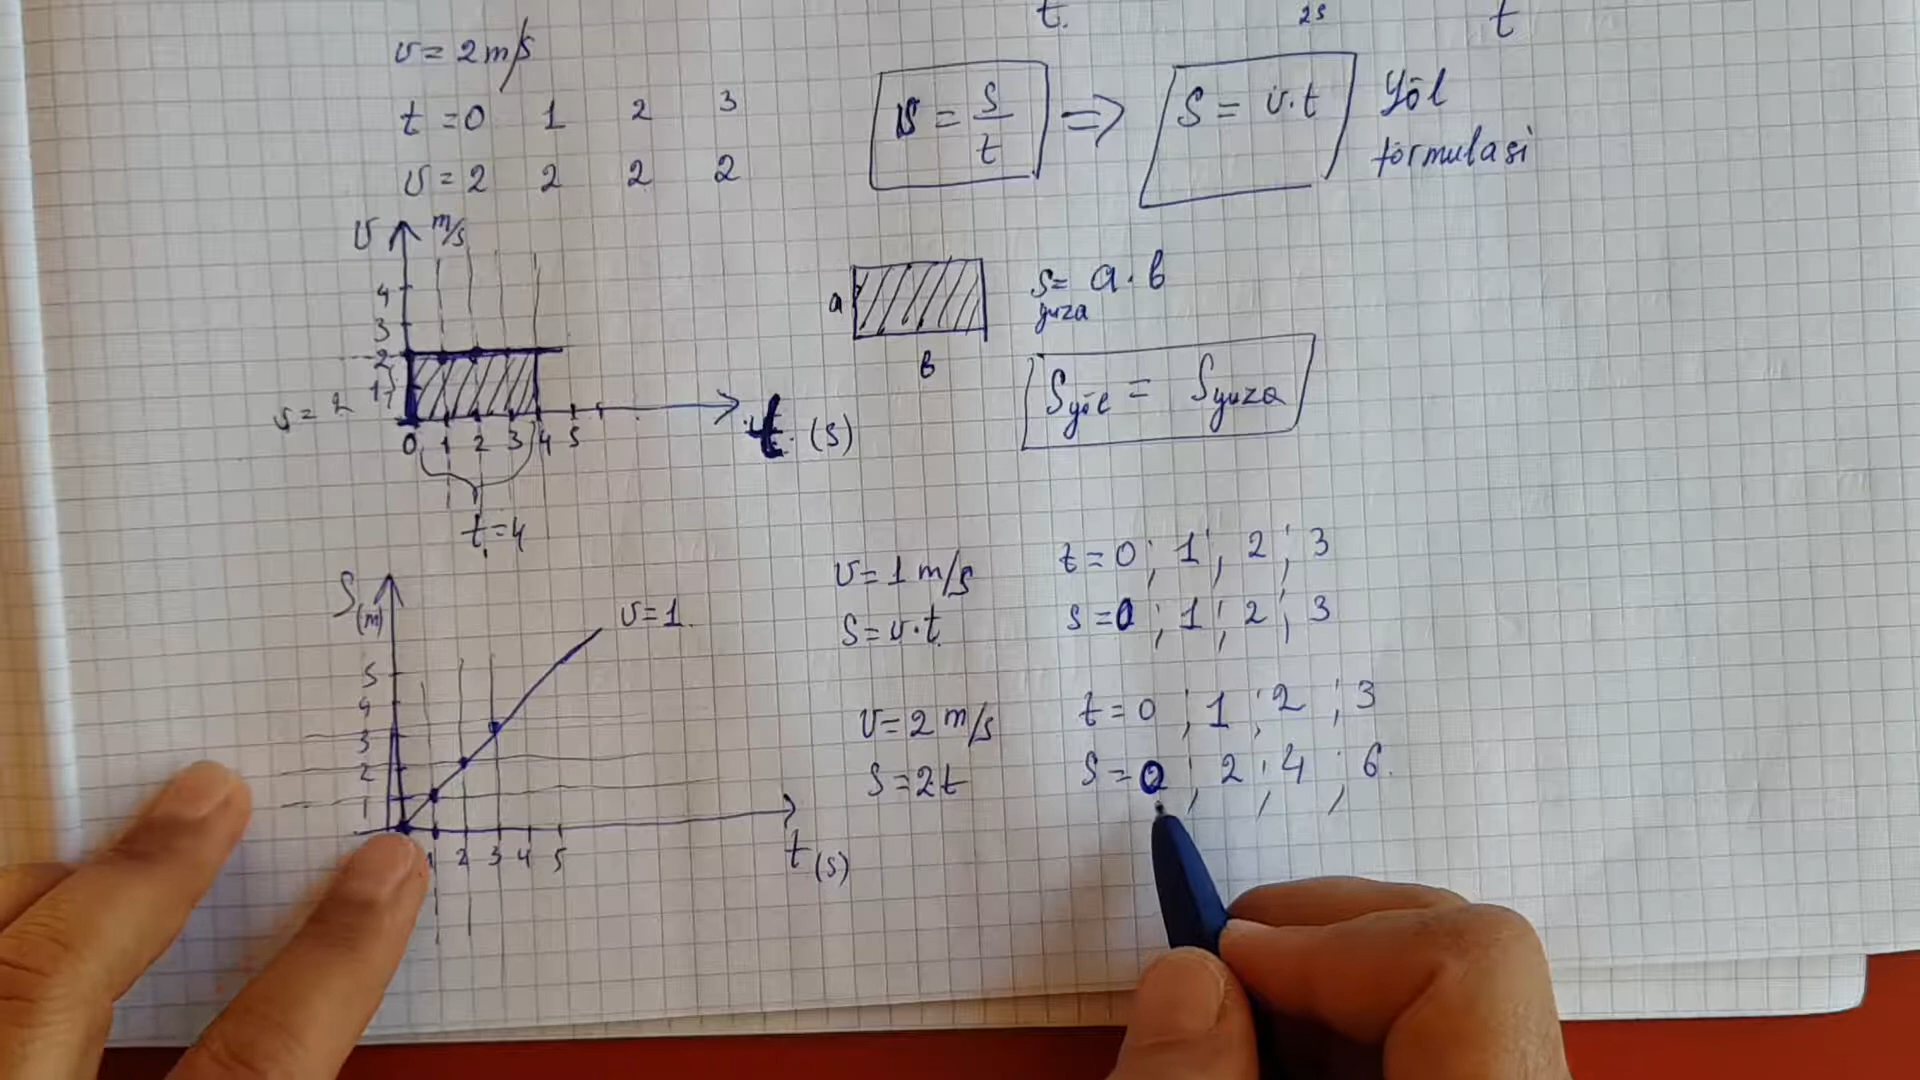 t. 2s t
υ = 2 m/s
t = 0 1 2 3
υ = 2 2 2 2
υ = S/t ⇒ S = υ·t Yōl
formulasi
υ m/s
4
3
2
1
υ = 2
0 1 2 3 4 5
t (s)
t = 4
a
в
s = a · в
yuza
Syōl = Syuza
S(m)
υ = 1
5
4
3
2
1
1 2 3 4 5
t (s)
υ = 1 m/s
S = υ·t
t = 0 ; 1 ; 2 ; 3
s = 0 ; 1 ; 2 ; 3
υ = 2 m/s
S = 2t
t = 0 ; 1 ; 2 ; 3
S = 0 ; 2 ; 4 ; 6.